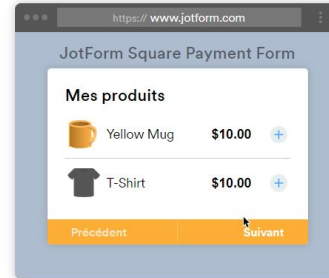 https:// www.jotform.com
JotForm Square Payment Form
Mes produits
Yellow Mug $10.00 +
T-Shirt $10.00 +
Précédent Suivant